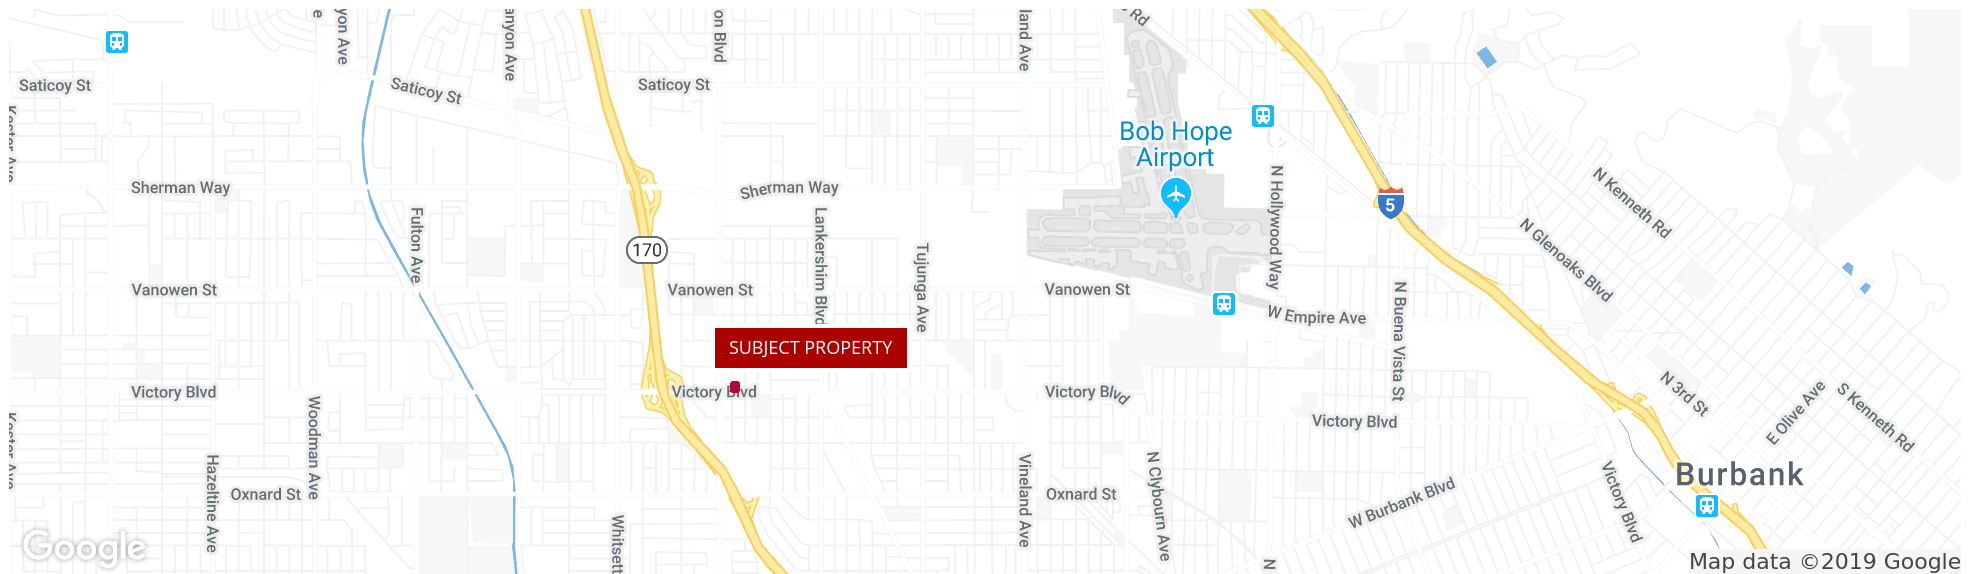 Saticoy St
Saticoy St
Saticoy St
Kester Ave
Bob Hope
Airport
Sherman Way
Sherman Way
5
N Kenneth Rd
N Glenoaks Blvd
N Hollywood Way
Fulton Ave
Lankershim Blvd
Tujunga Ave
170
Vanowen St
Vanowen St
Vanowen St
W Empire Ave
N Buena Vista St
SUBJECT PROPERTY
Victory Blvd
Victory Blvd
Victory Blvd
Victory Blvd
N 3rd St
E Olive Ave
S Kenneth Rd
Kester Ave
Woodman Ave
Hazeltine Ave
Oxnard St
Whitsett
Vineland Ave
Oxnard St
N Clybourn Ave
W Burbank Blvd
Victory Blvd
Burbank
N
Google
Map data ©2019 Google